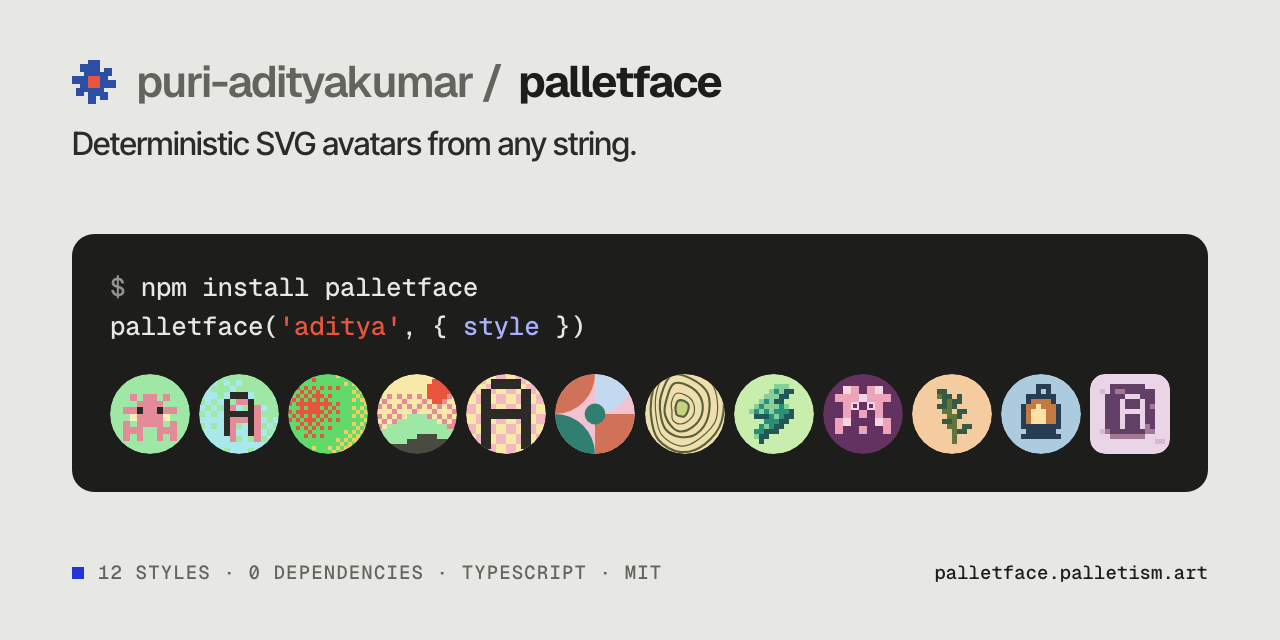 puri-adityakumar / palletface
Deterministic SVG avatars from any string.
$ npm install palletface
palletface('aditya', { style })
12 STYLES · 0 DEPENDENCIES · TYPESCRIPT · MIT
palletface.palletism.art